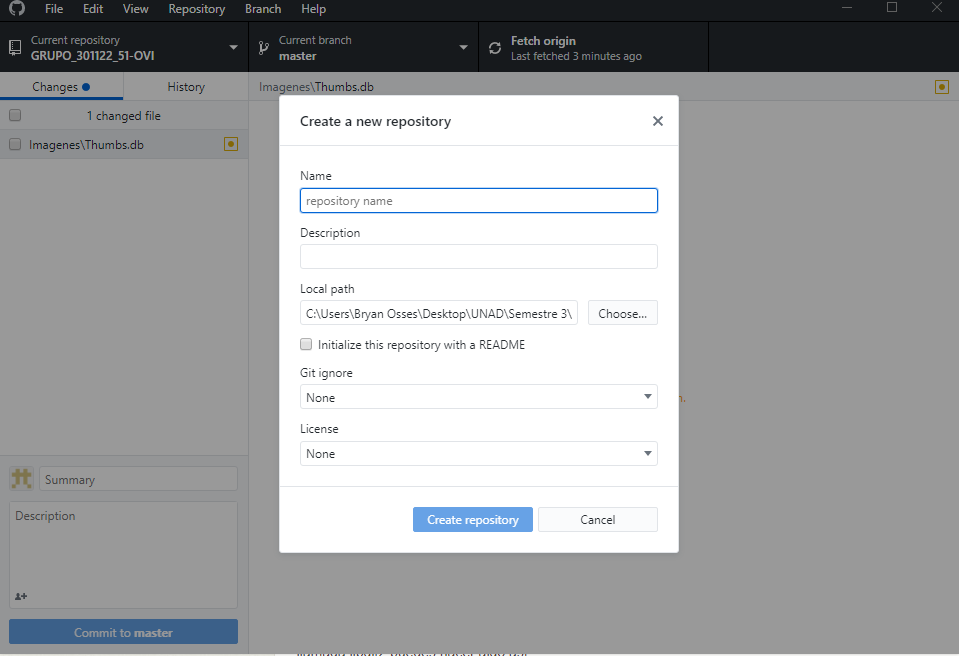 File Edit View Repository Branch Help
Current repository
GRUPO_301122_51-OVI
Current branch
master
Fetch origin
Last fetched 3 minutes ago
Changes History
Imagenes\Thumbs.db
1 changed file
Imagenes\Thumbs.db
Create a new repository
Name
repository name
Description
Local path
C:\Users\Bryan Osses\Desktop\UNAD\Semestre 3\
Choose...
Initialize this repository with a README
Git ignore
None
License
None
Create repository Cancel
Summary
Description
Commit to master